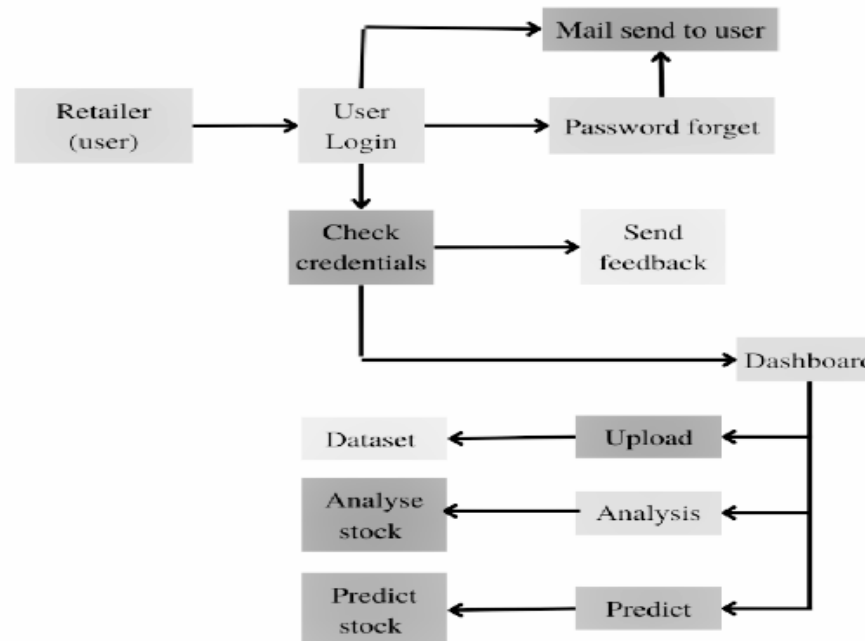 Mail send to user
Retailer
(user)
User
Login
Password forget
Check
credentials
Send
feedback
Dashboard
Dataset
Upload
Analyse
stock
Analysis
Predict
stock
Predict